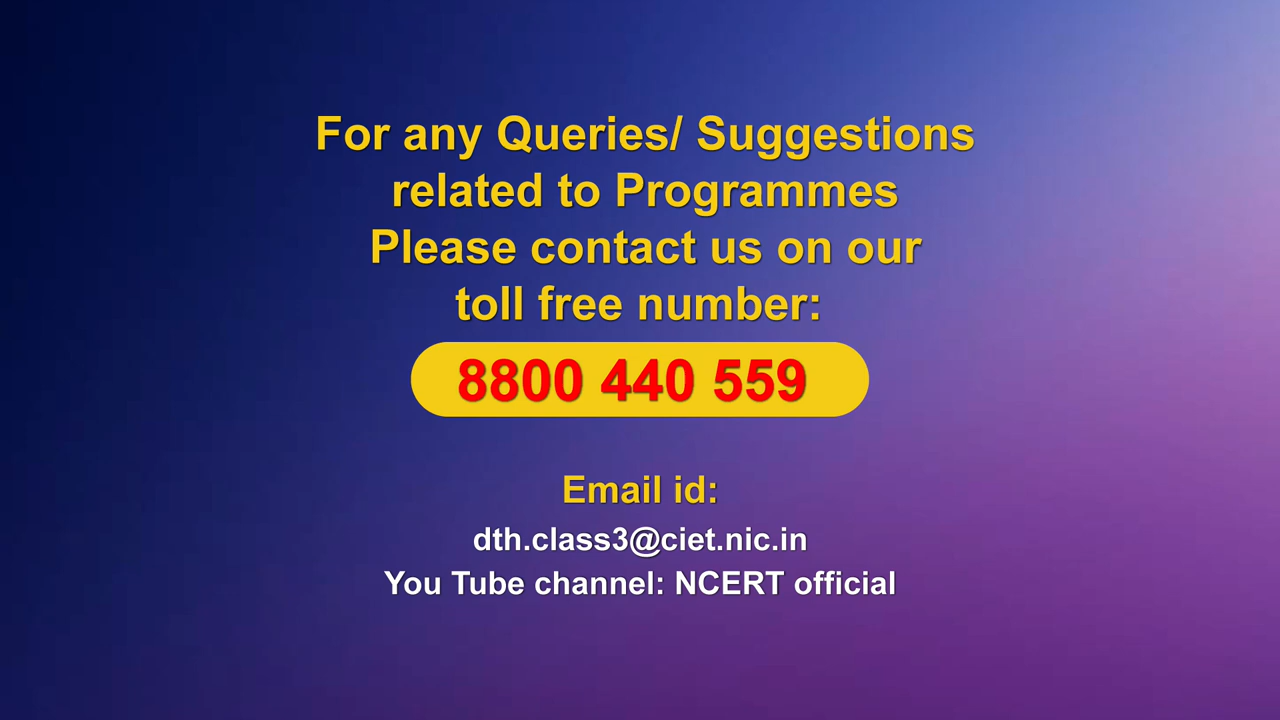 For any Queries/ Suggestions
related to Programmes
Please contact us on our
toll free number:
8800 440 559
Email id:
dth.class3@ciet.nic.in
You Tube channel: NCERT official